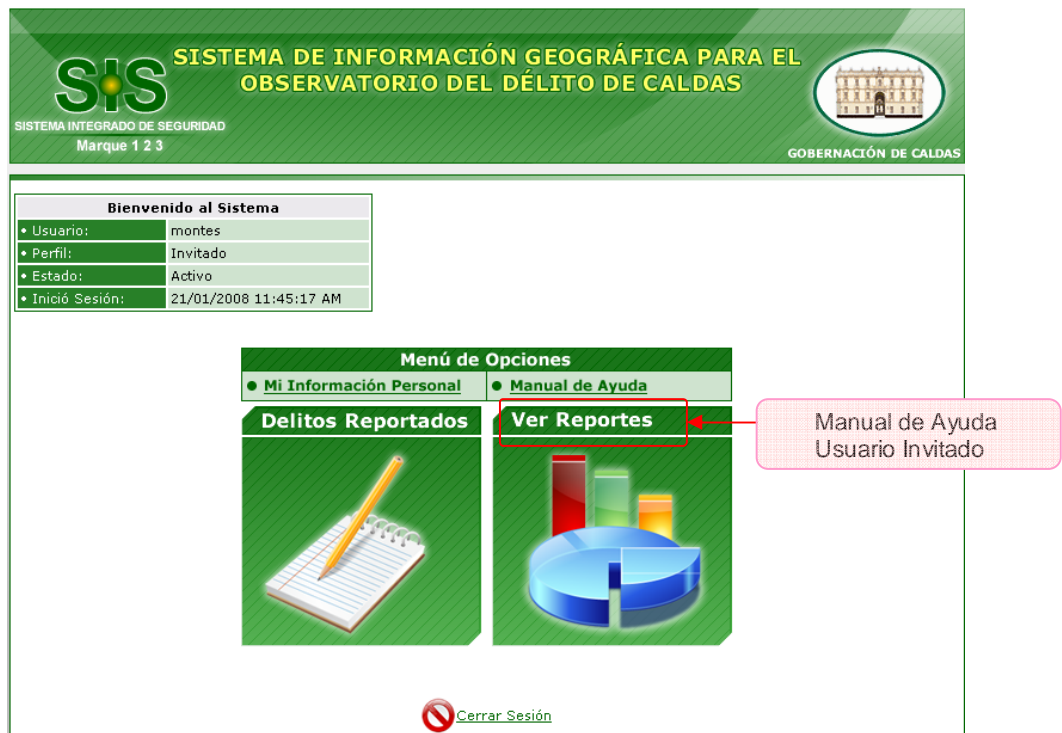 SISTEMA DE INFORMACIÓN GEOGRÁFICA PARA EL
OBSERVATORIO DEL DÉLITO DE CALDAS
SIS
SISTEMA INTEGRADO DE SEGURIDAD
Marque 1 2 3
GOBERNACIÓN DE CALDAS
Bienvenido al Sistema
• Usuario: montes
• Perfil: Invitado
• Estado: Activo
• Inició Sesión: 21/01/2008 11:45:17 AM
Menú de Opciones
• Mi Información Personal • Manual de Ayuda
Delitos Reportados Ver Reportes
Manual de Ayuda
Usuario Invitado
Cerrar Sesión